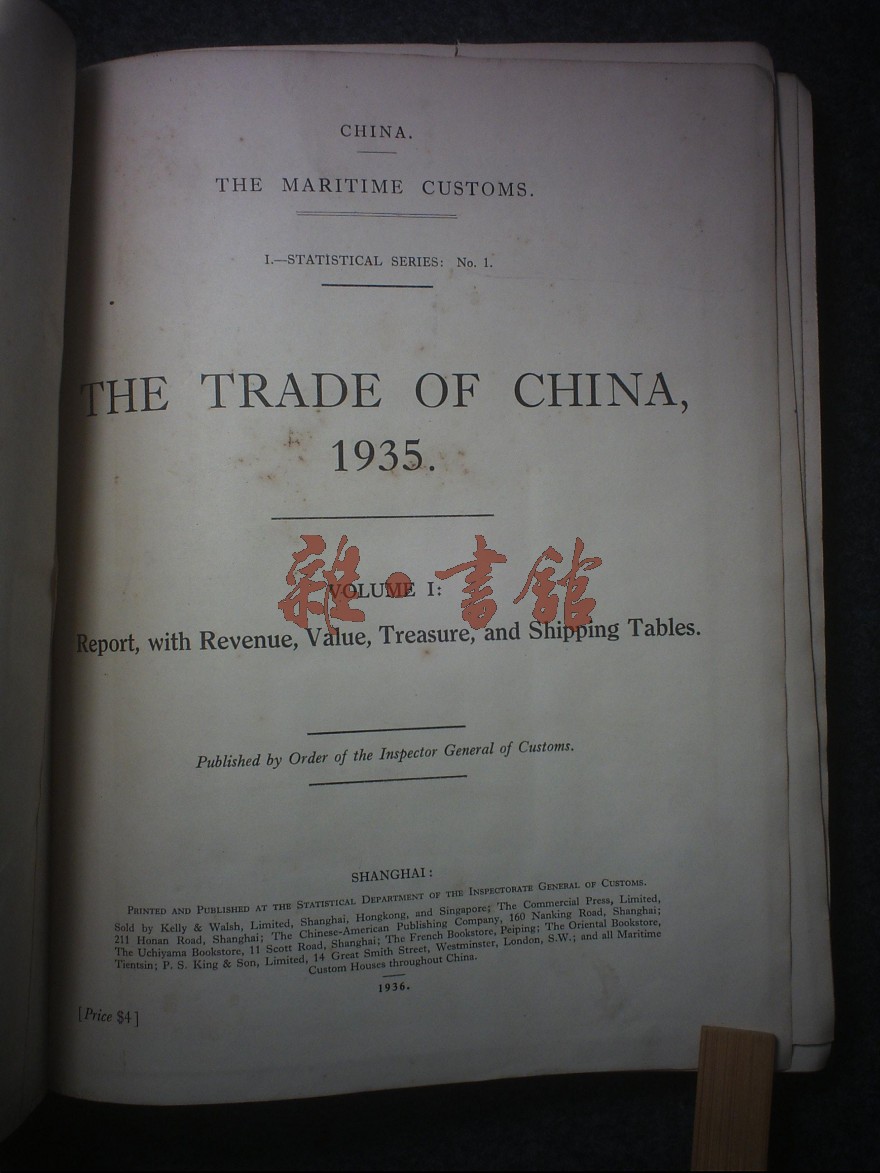 CHINA.
THE MARITIME CUSTOMS.
I.—STATISTICAL SERIES: No. 1.
THE TRADE OF CHINA,
1935.
雜·書館
VOLUME I:
Report, with Revenue, Value, Treasure, and Shipping Tables.
Published by Order of the Inspector General of Customs.
SHANGHAI:
PRINTED AND PUBLISHED AT THE STATISTICAL DEPARTMENT OF THE INSPECTORATE GENERAL OF CUSTOMS.
Sold by Kelly & Walsh, Limited, Shanghai, Hongkong, and Singapore; The Commercial Press, Limited,
211 Honan Road, Shanghai; The Chinese-American Publishing Company, 160 Nanking Road, Shanghai;
The Uchiyama Bookstore, 11 Scott Road, Shanghai; The French Bookstore, Peiping; The Oriental Bookstore,
Tientsin; P. S. King & Son, Limited, 14 Great Smith Street, Westminster, London, S.W.; and all Maritime
Custom Houses throughout China.
1936.
[Price $4]